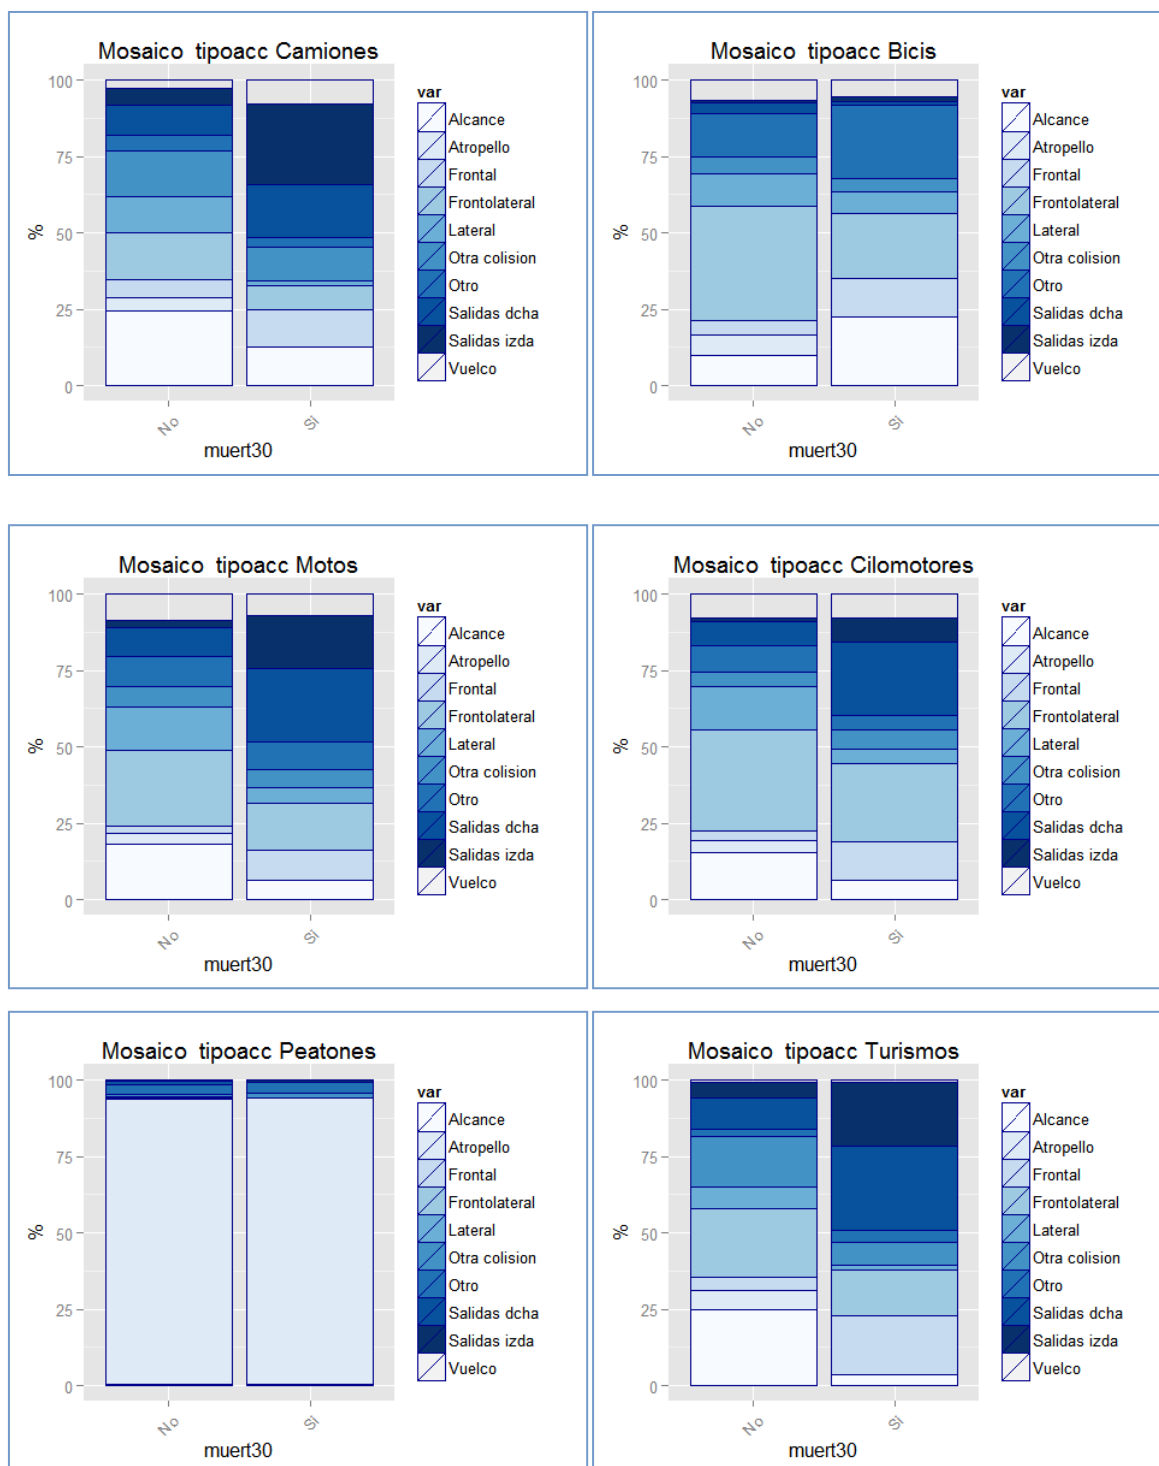 Mosaico tipoacc Camiones
100
75
50
25
0
%
No
Si
muert30
var
Alcance
Atropello
Frontal
Frontolateral
Lateral
Otra colision
Otro
Salidas dcha
Salidas izda
Vuelco
Mosaico tipoacc Bicis
100
75
50
25
0
%
No
Si
muert30
var
Alcance
Atropello
Frontal
Frontolateral
Lateral
Otra colision
Otro
Salidas dcha
Salidas izda
Vuelco
Mosaico tipoacc Motos
100
75
50
25
0
%
No
Si
muert30
var
Alcance
Atropello
Frontal
Frontolateral
Lateral
Otra colision
Otro
Salidas dcha
Salidas izda
Vuelco
Mosaico tipoacc Cilomotores
100
75
50
25
0
%
No
Si
muert30
var
Alcance
Atropello
Frontal
Frontolateral
Lateral
Otra colision
Otro
Salidas dcha
Salidas izda
Vuelco
Mosaico tipoacc Peatones
100
75
50
25
0
%
No
Si
muert30
var
Alcance
Atropello
Frontal
Frontolateral
Lateral
Otra colision
Otro
Salidas dcha
Salidas izda
Vuelco
Mosaico tipoacc Turismos
100
75
50
25
0
%
No
Si
muert30
var
Alcance
Atropello
Frontal
Frontolateral
Lateral
Otra colision
Otro
Salidas dcha
Salidas izda
Vuelco